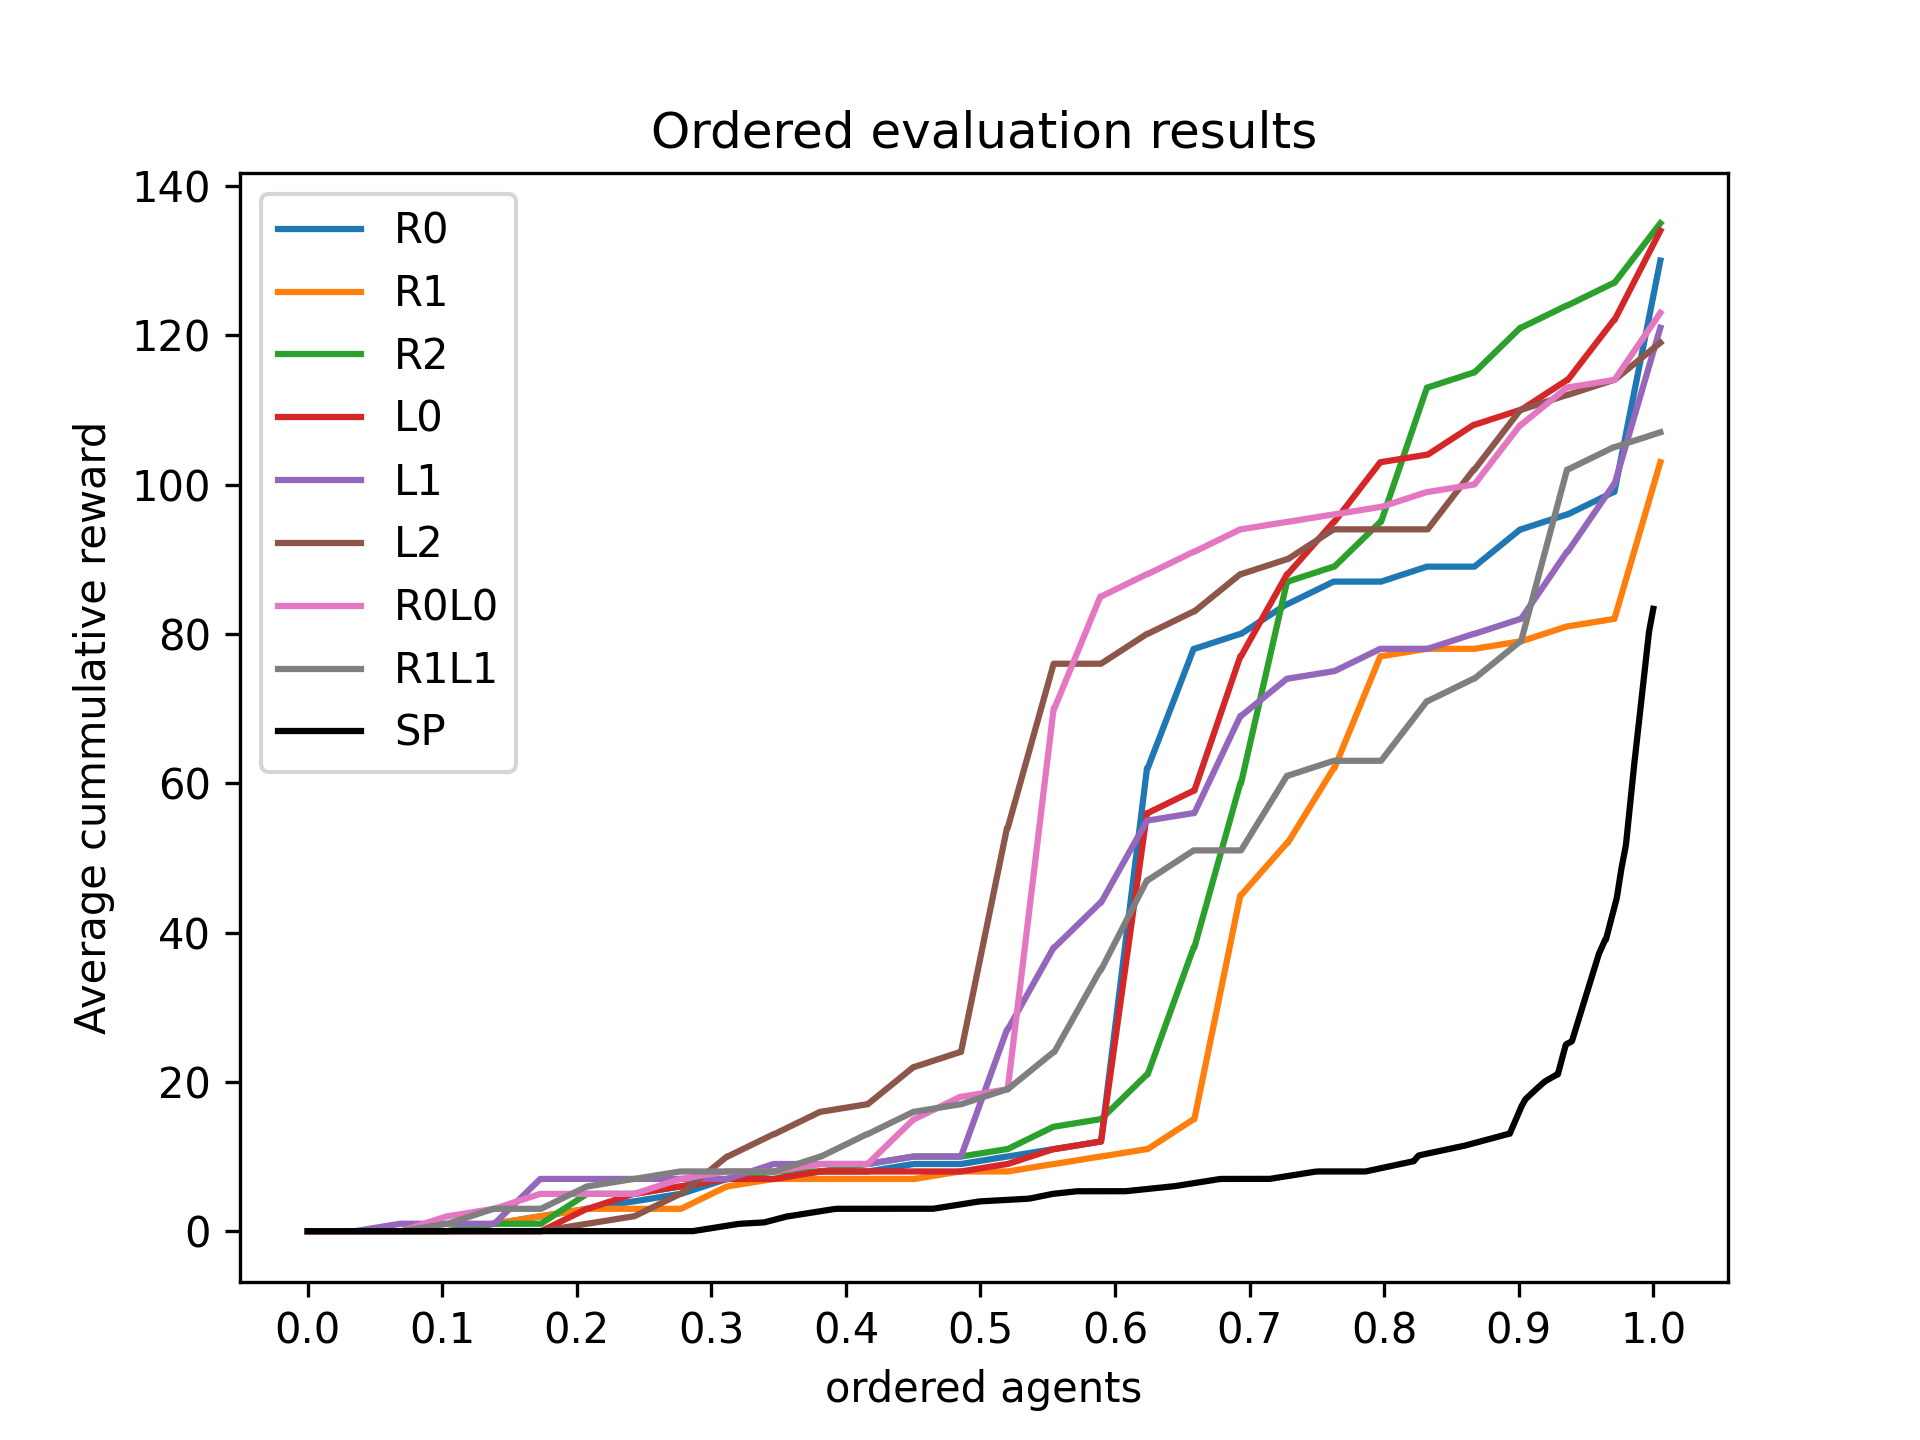 Ordered evaluation results
140
120
100
80
60
40
20
0
Average cummulative reward
R0
R1
R2
L0
L1
L2
R0L0
R1L1
SP
0.0 0.1 0.2 0.3 0.4 0.5 0.6 0.7 0.8 0.9 1.0
ordered agents